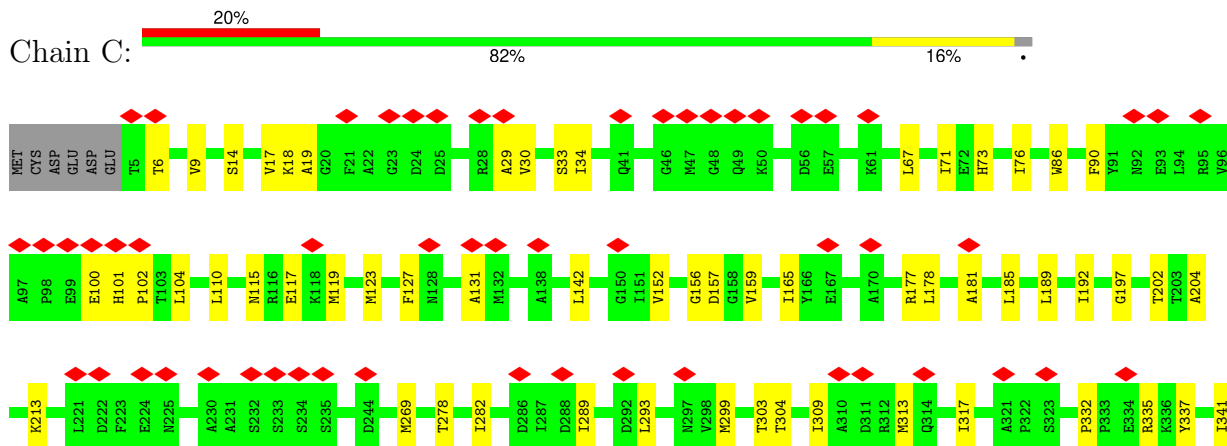 20%
Chain C:
82% 16% •
MET CYS ASP GLU ASP GLU T5 T6 V9 S14 V17 K18 A19 G20 F21 A22 G23 D24 D25 R28 A29 V30 S33 I34 Q41 G46 M47 G48 Q49 K50 D56 E57 K61 L67 I71 E72 H73 I76 W86 F90 Y91 N92 E93 L94 R95 V96
A97 P98 E99 E100 H101 P102 T103 L104 L110 N115 R116 E117 K118 M119 M123 F127 N128 A131 M132 A138 L142 G150 I151 V152 G156 D157 G158 V159 I165 Y166 E167 A170 R177 L178 A181 L185 L189 I192 G197 T202 T203 A204
K213 L221 D222 F223 E224 N225 A230 A231 S232 S233 S234 S235 D244 M269 T278 I282 D286 I287 D288 I289 D292 L293 N297 V298 M299 T303 T304 I309 A310 D311 R312 M313 Q314 I317 A321 P322 S323 P332 P333 E334 R335 K336 Y337 I341